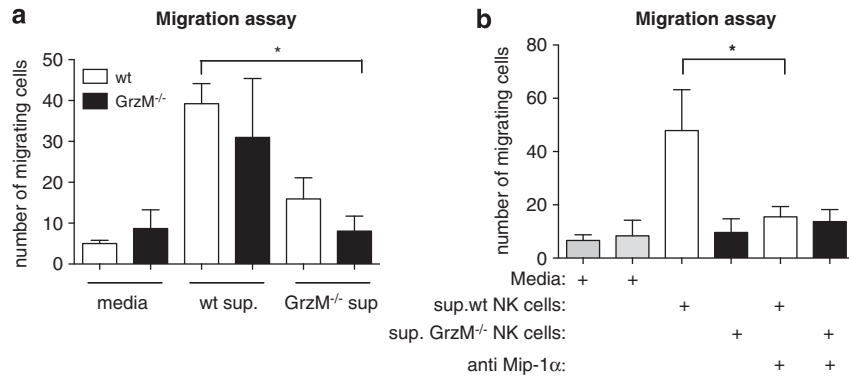 a
Migration assay
number of migrating cells
50
40
30
20
10
0
wt
GrzM-/-
*
media
wt sup.
GrzM-/- sup
b
Migration assay
number of migrating cells
80
60
40
20
0
*
Media: + +
sup.wt NK cells: + +
sup. GrzM-/- NK cells: + +
anti Mip-1α: + +